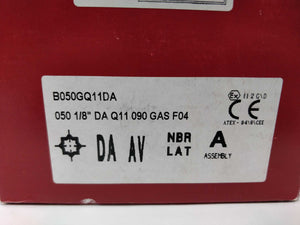 B050GQ11DA
050 1/8" DA Q11 090 GAS F04
DA AV
NBR
LAT
A
ASSEMBLY
Ex II 2 G\D
CE
ATEX - 94\9\CEE